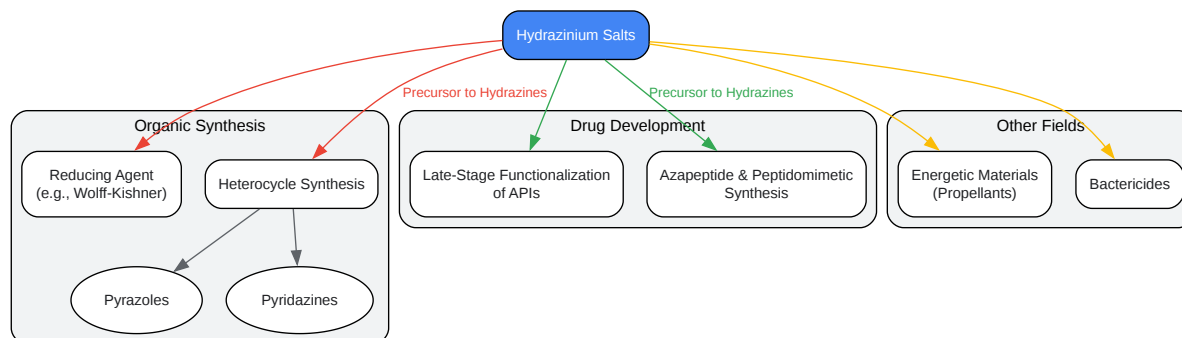 Hydrazinium Salts
Precursor to Hydrazines
Precursor to Hydrazines
Organic Synthesis
Drug Development
Other Fields
Reducing Agent
(e.g., Wolff-Kishner)
Heterocycle Synthesis
Late-Stage Functionalization
of APIs
Azapeptide & Peptidomimetic
Synthesis
Energetic Materials
(Propellants)
Bactericides
Pyrazoles
Pyridazines